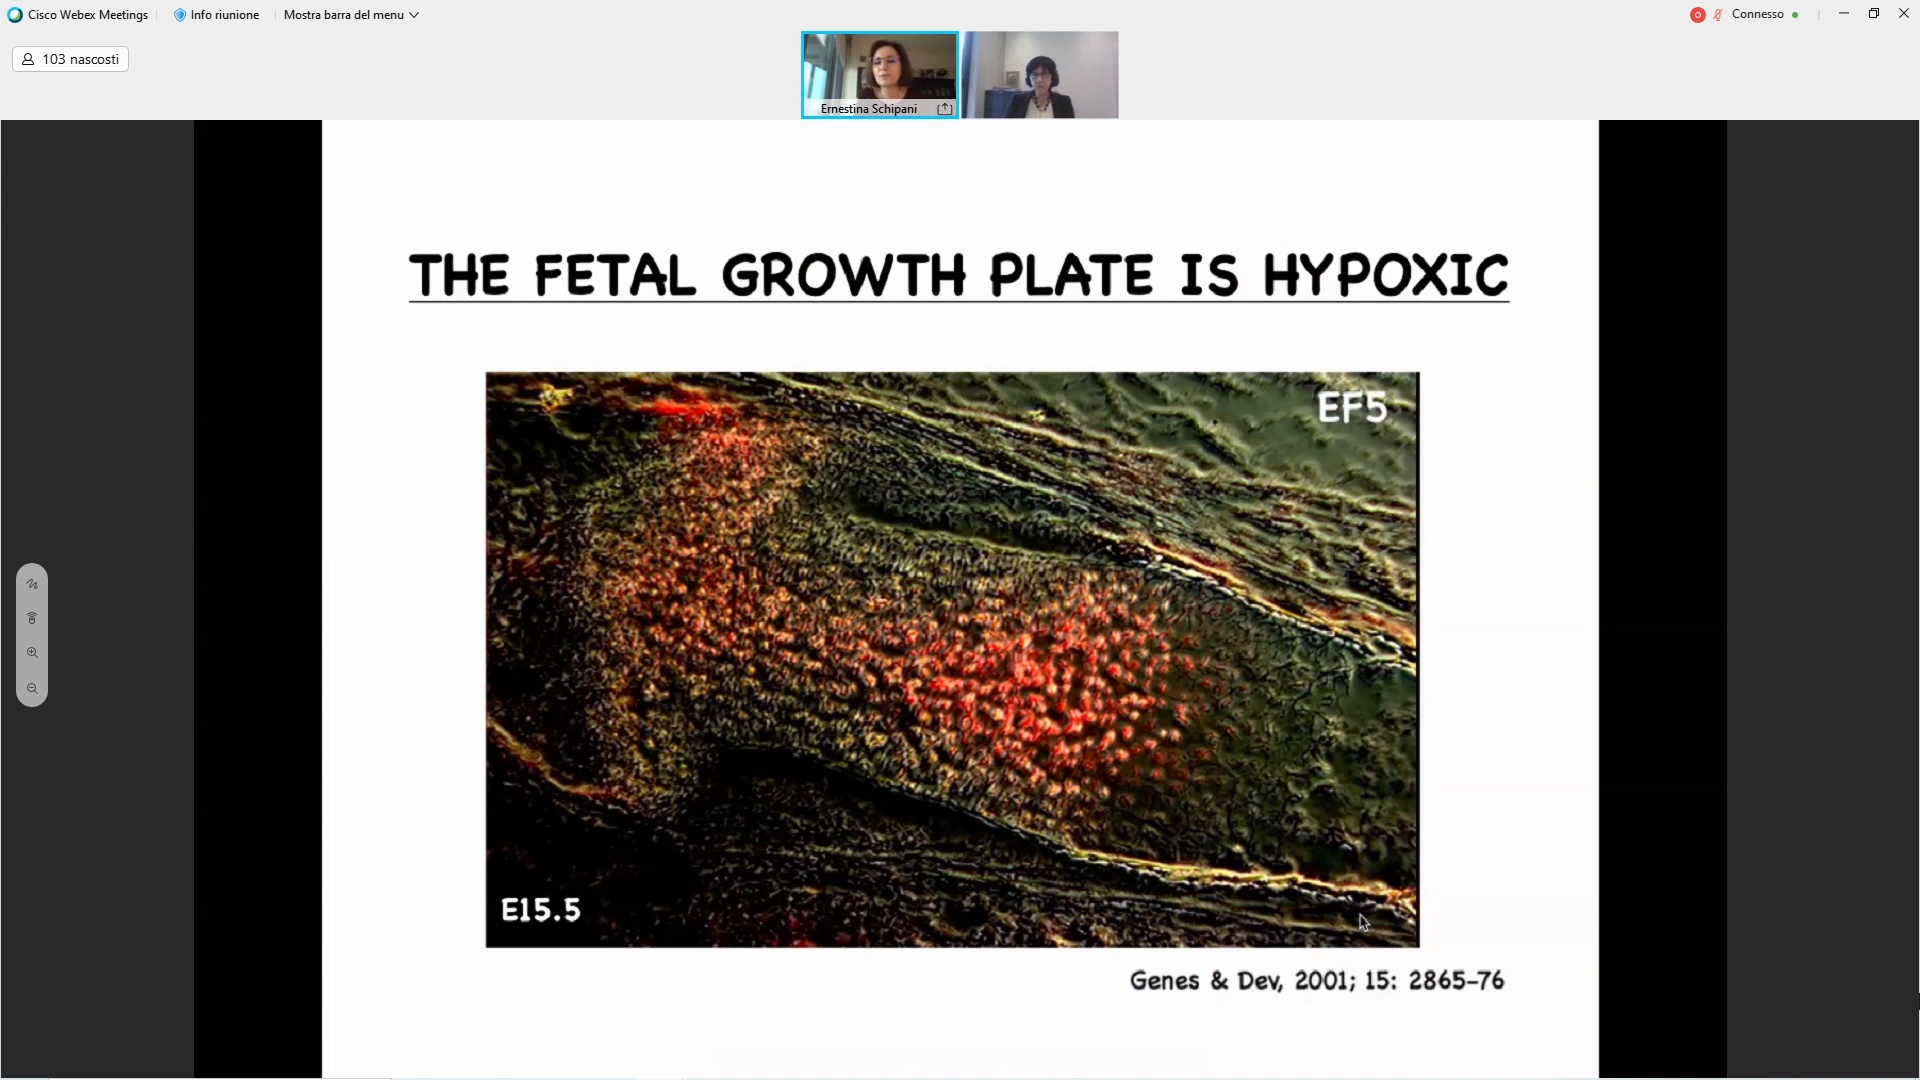 Cisco Webex Meetings
Info riunione
Mostra barra del menu
Connesso
103 nascosti
Ernestina Schipani
THE FETAL GROWTH PLATE IS HYPOXIC
EF5
E15.5
Genes & Dev, 2001; 15: 2865-76